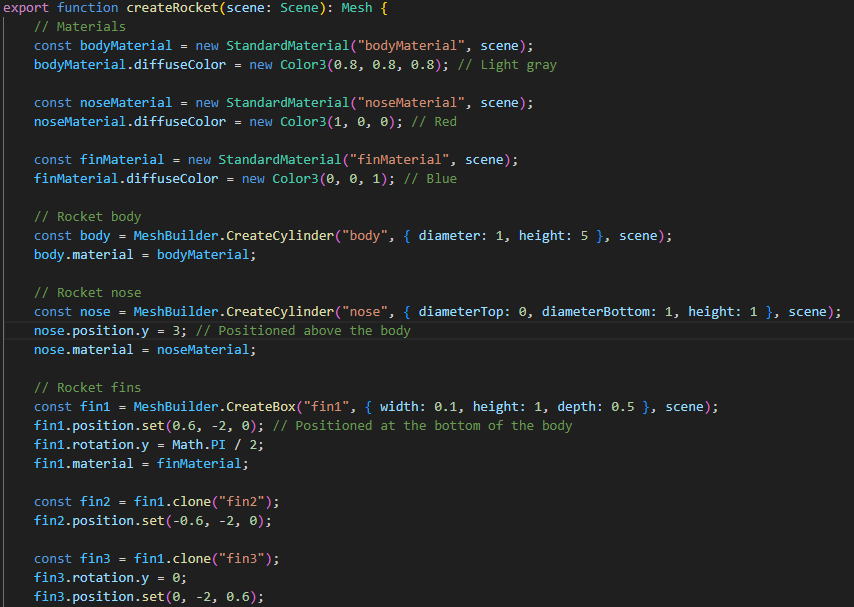 export function createRocket(scene: Scene): Mesh {
// Materials
const bodyMaterial = new StandardMaterial("bodyMaterial", scene);
bodyMaterial.diffuseColor = new Color3(0.8, 0.8, 0.8); // Light gray
const noseMaterial = new StandardMaterial("noseMaterial", scene);
noseMaterial.diffuseColor = new Color3(1, 0, 0); // Red
const finMaterial = new StandardMaterial("finMaterial", scene);
finMaterial.diffuseColor = new Color3(0, 0, 1); // Blue
// Rocket body
const body = MeshBuilder.CreateCylinder("body", { diameter: 1, height: 5 }, scene);
body.material = bodyMaterial;
// Rocket nose
const nose = MeshBuilder.CreateCylinder("nose", { diameterTop: 0, diameterBottom: 1, height: 1 }, scene);
nose.position.y = 3; // Positioned above the body
nose.material = noseMaterial;
// Rocket fins
const fin1 = MeshBuilder.CreateBox("fin1", { width: 0.1, height: 1, depth: 0.5 }, scene);
fin1.position.set(0.6, -2, 0); // Positioned at the bottom of the body
fin1.rotation.y = Math.PI / 2;
fin1.material = finMaterial;
const fin2 = fin1.clone("fin2");
fin2.position.set(-0.6, -2, 0);
const fin3 = fin1.clone("fin3");
fin3.rotation.y = 0;
fin3.position.set(0, -2, 0.6);